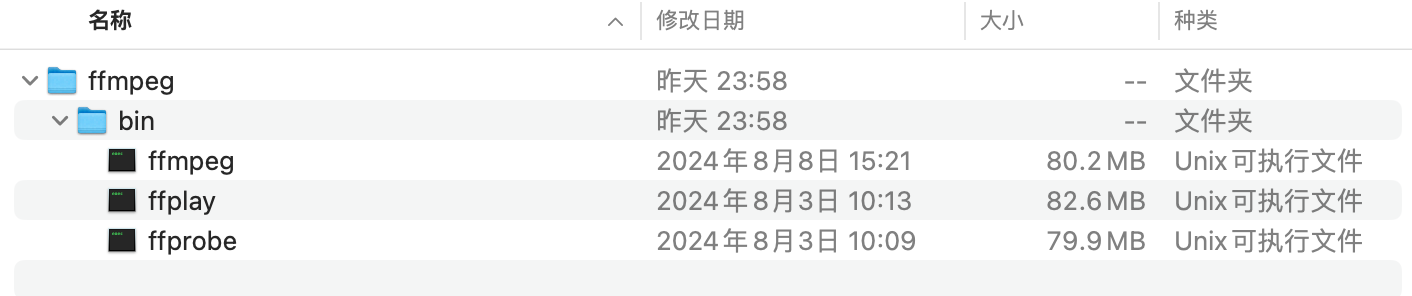 名称 修改日期 大小 种类
ffmpeg 昨天 23:58 -- 文件夹
bin 昨天 23:58 -- 文件夹
ffmpeg 2024年8月8日 15:21 80.2 MB Unix可执行文件
ffplay 2024年8月3日 10:13 82.6 MB Unix可执行文件
ffprobe 2024年8月3日 10:09 79.9 MB Unix可执行文件